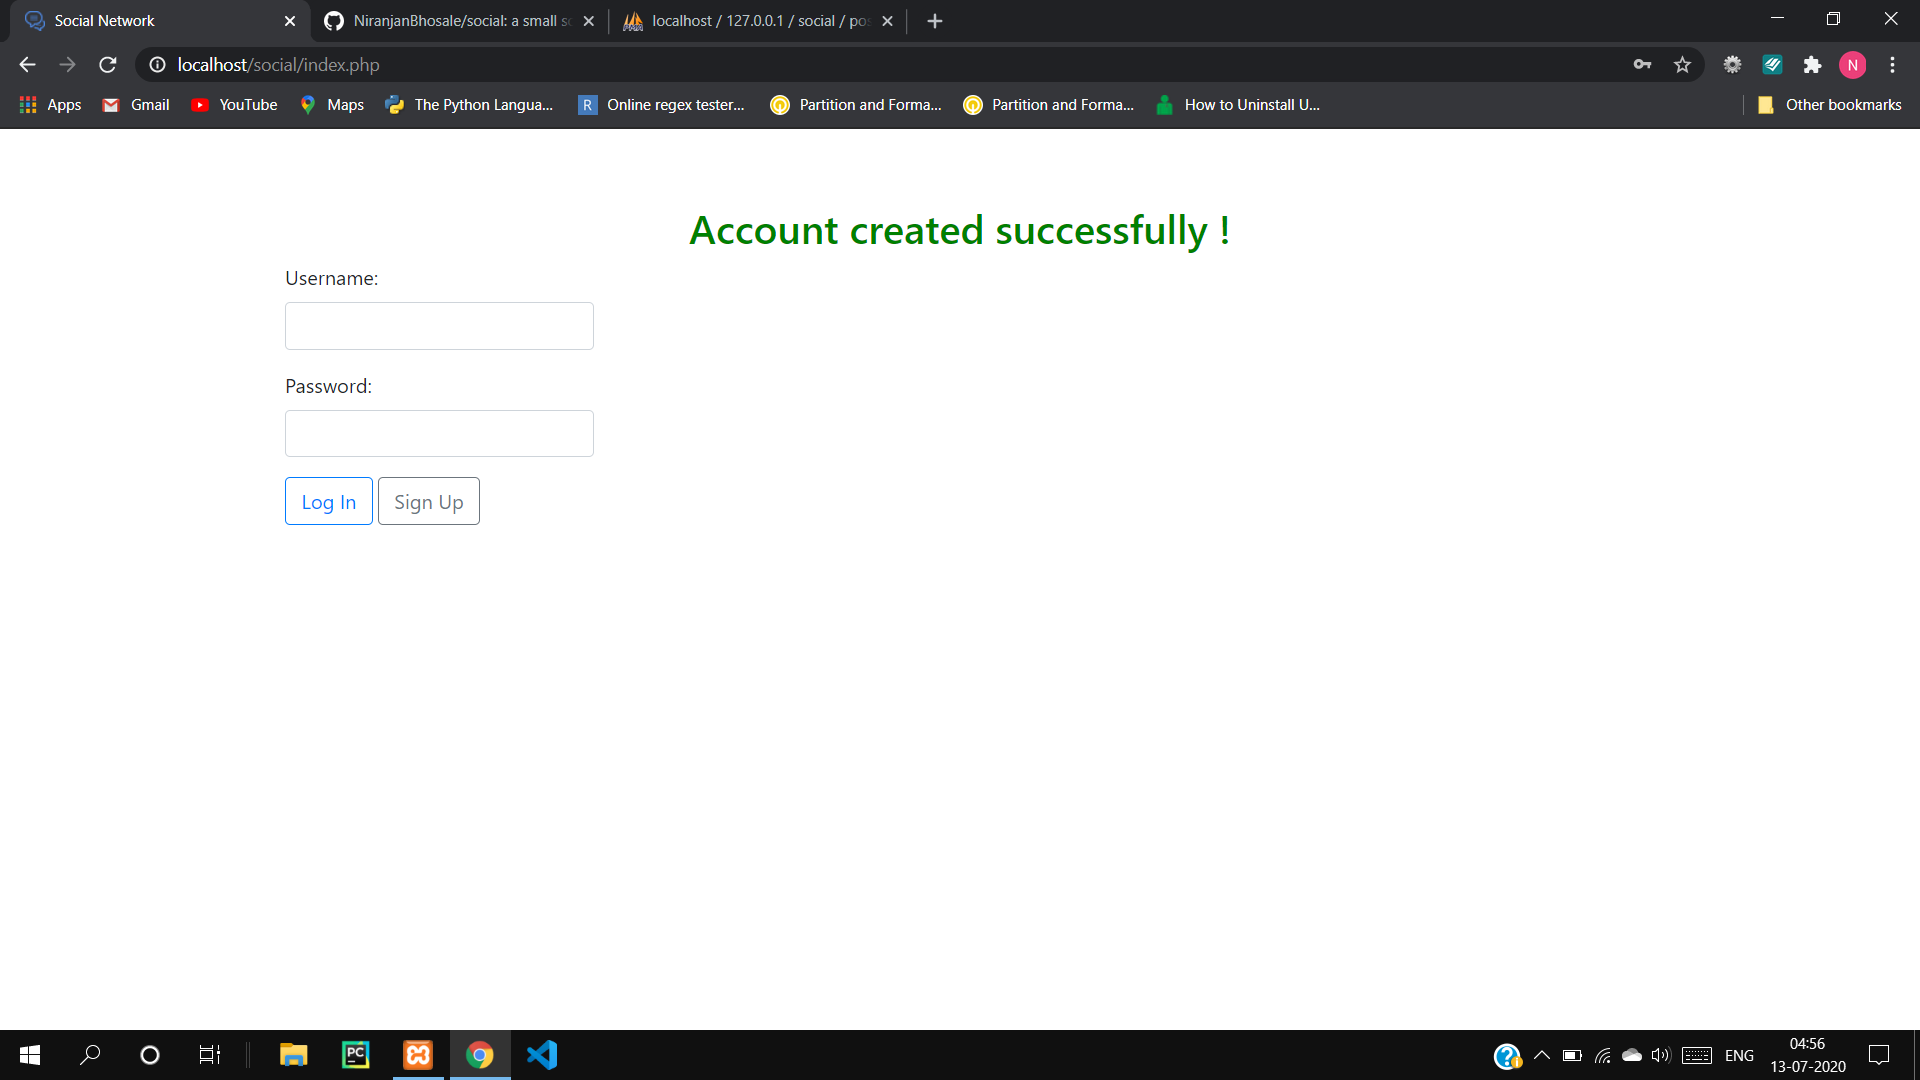 Social Network
NiranjanBhosale/social: a small s
localhost / 127.0.0.1 / social / pos
localhost/social/index.php
N
Apps
Gmail
YouTube
Maps
The Python Langua...
R
Online regex tester...
Partition and Forma...
Partition and Forma...
How to Uninstall U...
Other bookmarks
Account created successfully !
Username:
Password:
Log In
Sign Up
PC
ENG
04:56
13-07-2020